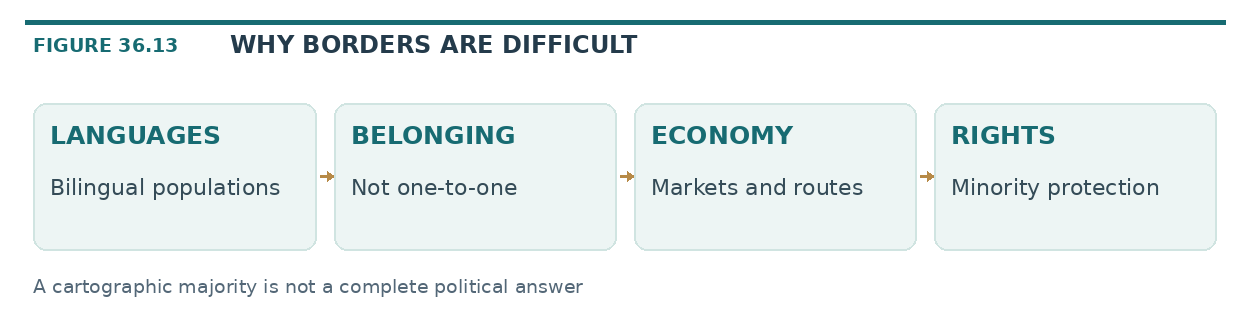 FIGURE 36.13 WHY BORDERS ARE DIFFICULT
LANGUAGES
Bilingual populations
BELONGING
Not one-to-one
ECONOMY
Markets and routes
RIGHTS
Minority protection
A cartographic majority is not a complete political answer